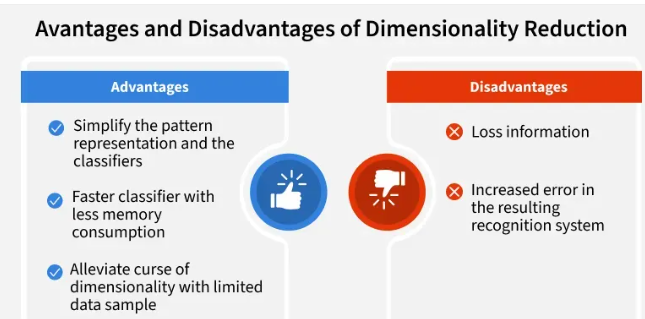 Avantages and Disadvantages of Dimensionality Reduction
Advantages
Simplify the pattern
representation and the
classifiers
Faster classifier with
less memory
consumption
Alleviate curse of
dimensionality with limited
data sample
Disadvantages
Loss information
Increased error in
the resulting
recognition system